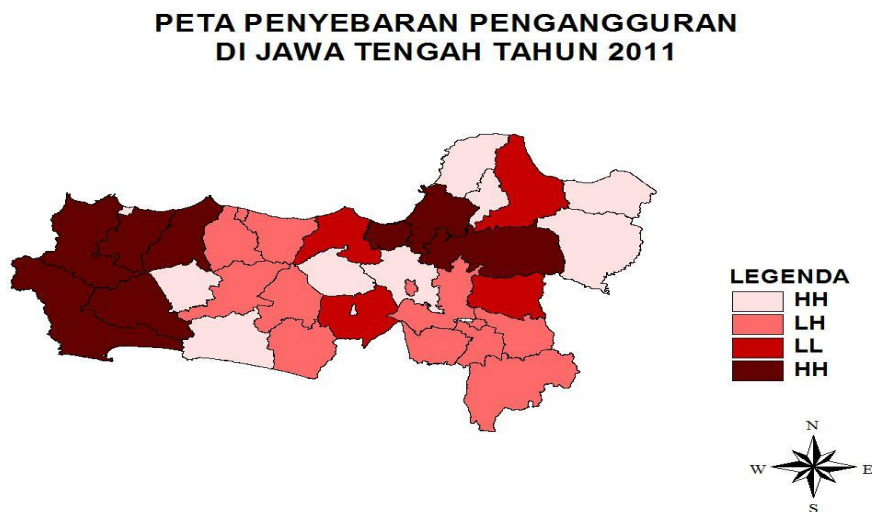 PETA PENYEBARAN PENGANGGURAN
DI JAWA TENGAH TAHUN 2011
LEGENDA
HH
LH
LL
HH
N
W E
S